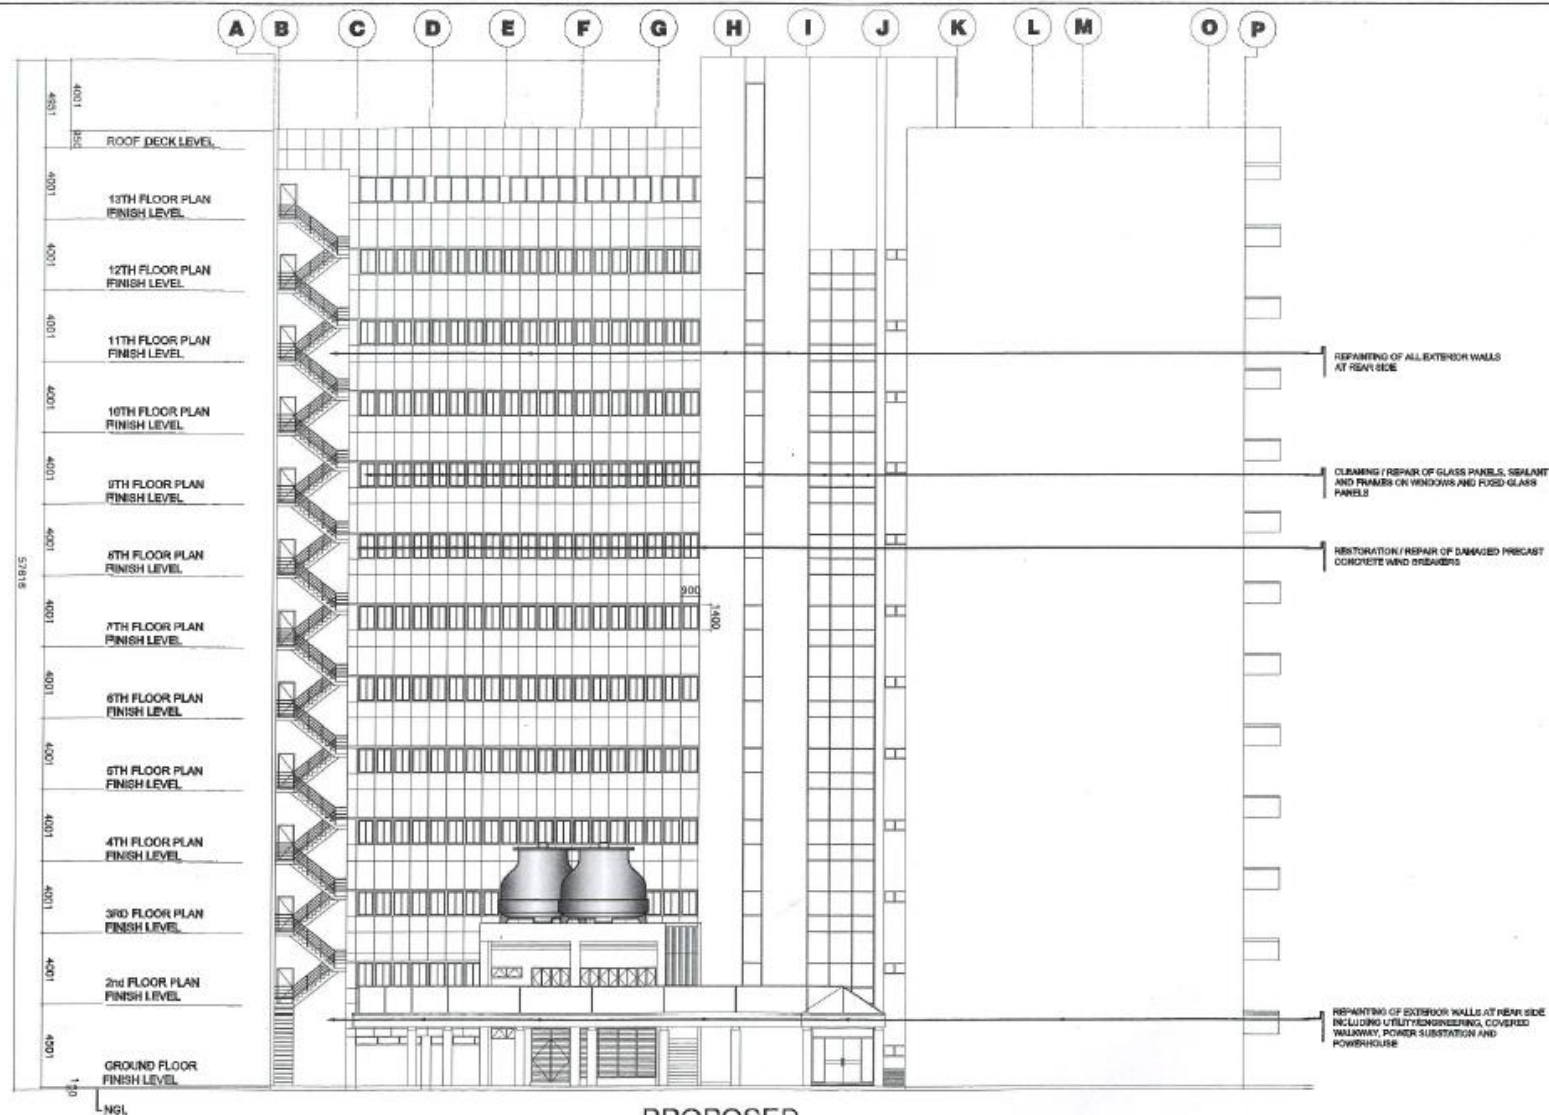 A B C D E F G H I J K L M O P
4951
4001
950
ROOF DECK LEVEL
4001
13TH FLOOR PLAN
FINISH LEVEL
4001
12TH FLOOR PLAN
FINISH LEVEL
4001
11TH FLOOR PLAN
FINISH LEVEL
REPAINTING OF ALL EXTERIOR WALLS
AT REAR SIDE
4001
10TH FLOOR PLAN
FINISH LEVEL
4001
9TH FLOOR PLAN
FINISH LEVEL
CLEANING / REPAIR OF GLASS PANELS, SEALANT
AND FRAMES ON WINDOWS AND FIXED GLASS
PANELS
4001
8TH FLOOR PLAN
FINISH LEVEL
RESTORATION / REPAIR OF DAMAGED PRECAST
CONCRETE WIND BREAKERS
57816
900
1400
4001
7TH FLOOR PLAN
FINISH LEVEL
4001
6TH FLOOR PLAN
FINISH LEVEL
4001
5TH FLOOR PLAN
FINISH LEVEL
4001
4TH FLOOR PLAN
FINISH LEVEL
4001
3RD FLOOR PLAN
FINISH LEVEL
4001
2nd FLOOR PLAN
FINISH LEVEL
REPAINTING OF EXTERIOR WALLS AT REAR SIDE
INCLUDING UTILITY/ENGINEERING, COVERED
WALKWAY, POWER SUBSTATION AND
POWERHOUSE
4501
GROUND FLOOR
FINISH LEVEL
NGL
PROPOSED